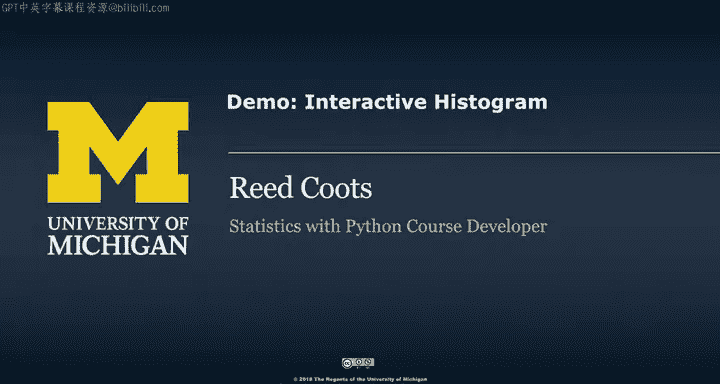 GPT中英字幕课程资源@bilibili.com
Demo: Interactive Histogram
M
UNIVERSITY OF
MICHIGAN
Reed Coots
Statistics with Python Course Developer
© 2018 The Regents of the University of Michigan